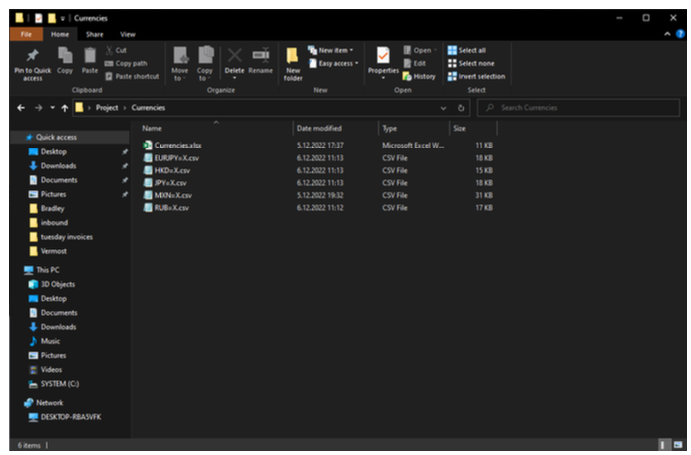 Currencies
File Home Share View
Pin to Quick access
Copy
Paste
Cut
Copy path
Paste shortcut
Clipboard
Move to
Copy to
Delete
Rename
Organize
New folder
New item
Easy access
New
Properties
Open
Edit
History
Open
Select all
Select none
Invert selection
Select
Project > Currencies
Search Currencies
Quick access
Desktop
Downloads
Documents
Pictures
Bradley
inbound
tuesday invoices
Vermost
This PC
3D Objects
Desktop
Documents
Downloads
Music
Pictures
Videos
SYSTEM (C:)
Network
DESKTOP-RBA5VFK
Name Date modified Type Size
Currencies.xlsx 5.12.2022 17:37 Microsoft Excel W... 11 KB
EURJPY=X.csv 6.12.2022 11:13 CSV File 18 KB
HKD=X.csv 6.12.2022 11:13 CSV File 15 KB
JPY=X.csv 6.12.2022 11:13 CSV File 18 KB
MXN=X.csv 5.12.2022 19:32 CSV File 31 KB
RUB=X.csv 6.12.2022 11:12 CSV File 17 KB
6 items